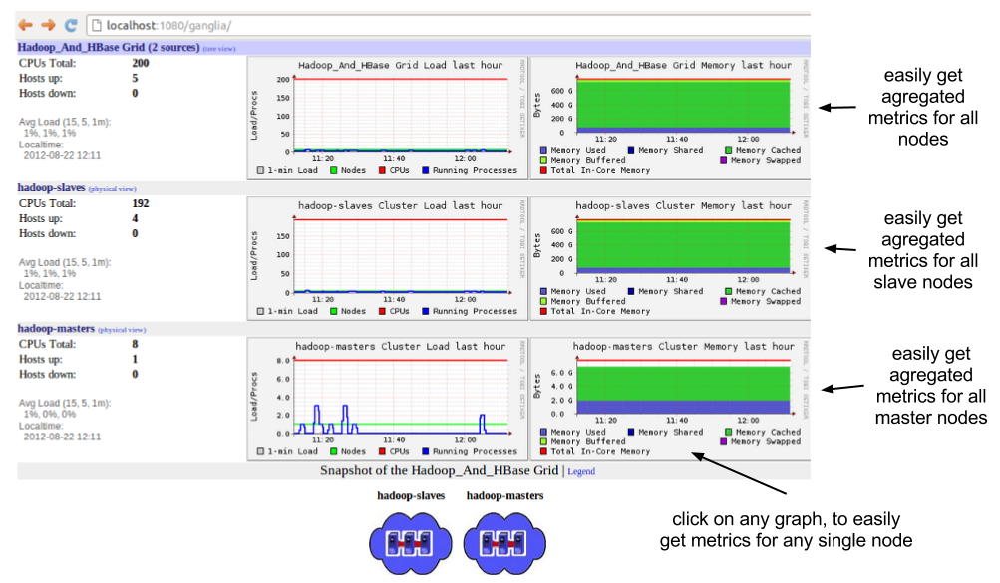 localhost:1080/ganglia/
Hadoop_And_HBase Grid (2 sources) (tree view)
CPUs Total: 200
Hosts up: 5
Hosts down: 0
Avg Load (15, 5, 1m):
1%, 1%, 1%
Localtime:
2012-08-22 12:11
Hadoop_And_HBase Grid Load last hour
Load/Procs
200
150
100
50
0
11:20 11:40 12:00
1-min Load Nodes CPUs Running Processes
RRDTOOL / TOBI OETIKER
Hadoop_And_HBase Grid Memory last hour
Bytes
600 G
400 G
200 G
0
11:20 11:40 12:00
Memory Used Memory Shared Memory Cached
Memory Buffered Memory Swapped
Total In-Core Memory
RRDTOOL / TOBI OETIKER
easily get
agregated
metrics for all
nodes
hadoop-slaves (physical view)
CPUs Total: 192
Hosts up: 4
Hosts down: 0
Avg Load (15, 5, 1m):
1%, 1%, 1%
Localtime:
2012-08-22 12:11
hadoop-slaves Cluster Load last hour
Load/Procs
150
100
50
0
11:20 11:40 12:00
1-min Load Nodes CPUs Running Processes
RRDTOOL / TOBI OETIKER
hadoop-slaves Cluster Memory last hour
Bytes
600 G
400 G
200 G
0
11:20 11:40 12:00
Memory Used Memory Shared Memory Cached
Memory Buffered Memory Swapped
Total In-Core Memory
RRDTOOL / TOBI OETIKER
easily get
agregated
metrics for all
slave nodes
hadoop-masters (physical view)
CPUs Total: 8
Hosts up: 1
Hosts down: 0
Avg Load (15, 5, 1m):
1%, 0%, 0%
Localtime:
2012-08-22 12:11
hadoop-masters Cluster Load last hour
Load/Procs
8.0
6.0
4.0
2.0
0.0
11:20 11:40 12:00
1-min Load Nodes CPUs Running Processes
RRDTOOL / TOBI OETIKER
hadoop-masters Cluster Memory last hour
Bytes
6.0 G
4.0 G
2.0 G
0.0
11:20 11:40 12:00
Memory Used Memory Shared Memory Cached
Memory Buffered Memory Swapped
Total In-Core Memory
RRDTOOL / TOBI OETIKER
easily get
agregated
metrics for all
master nodes
Snapshot of the Hadoop_And_HBase Grid | Legend
hadoop-slaves hadoop-masters
click on any graph, to easily
get metrics for any single node